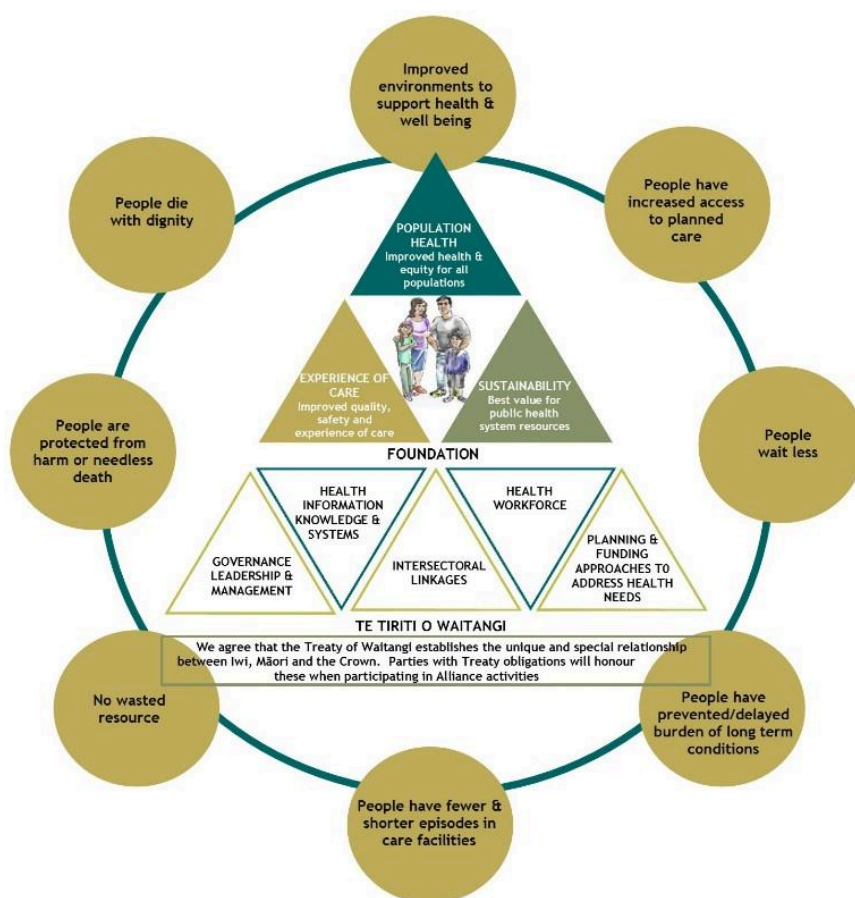 Improved
environments to
support health &
well being
People have
increased access
to planned
care
People
wait less
People have
prevented/delayed
burden of long term
conditions
People have fewer &
shorter episodes in
care facilities
No wasted
resource
People are
protected from
harm or needless
death
People die
with dignity
POPULATION
HEALTH
Improved health &
equity for all
populations
EXPERIENCE OF
CARE
Improved quality,
safety and
experience of care
SUSTAINABILITY
Best value for
public health
system resources
FOUNDATION
GOVERNANCE
LEADERSHIP &
MANAGEMENT
HEALTH
INFORMATION
KNOWLEDGE &
SYSTEMS
INTERSECTORAL
LINKAGES
HEALTH
WORKFORCE
PLANNING &
FUNDING
APPROACHES TO
ADDRESS HEALTH
NEEDS
TE TIRITI O WAITANGI
We agree that the Treaty of Waitangi establishes the unique and special relationship
between Iwi, Māori and the Crown. Parties with Treaty obligations will honour
these when participating in Alliance activities